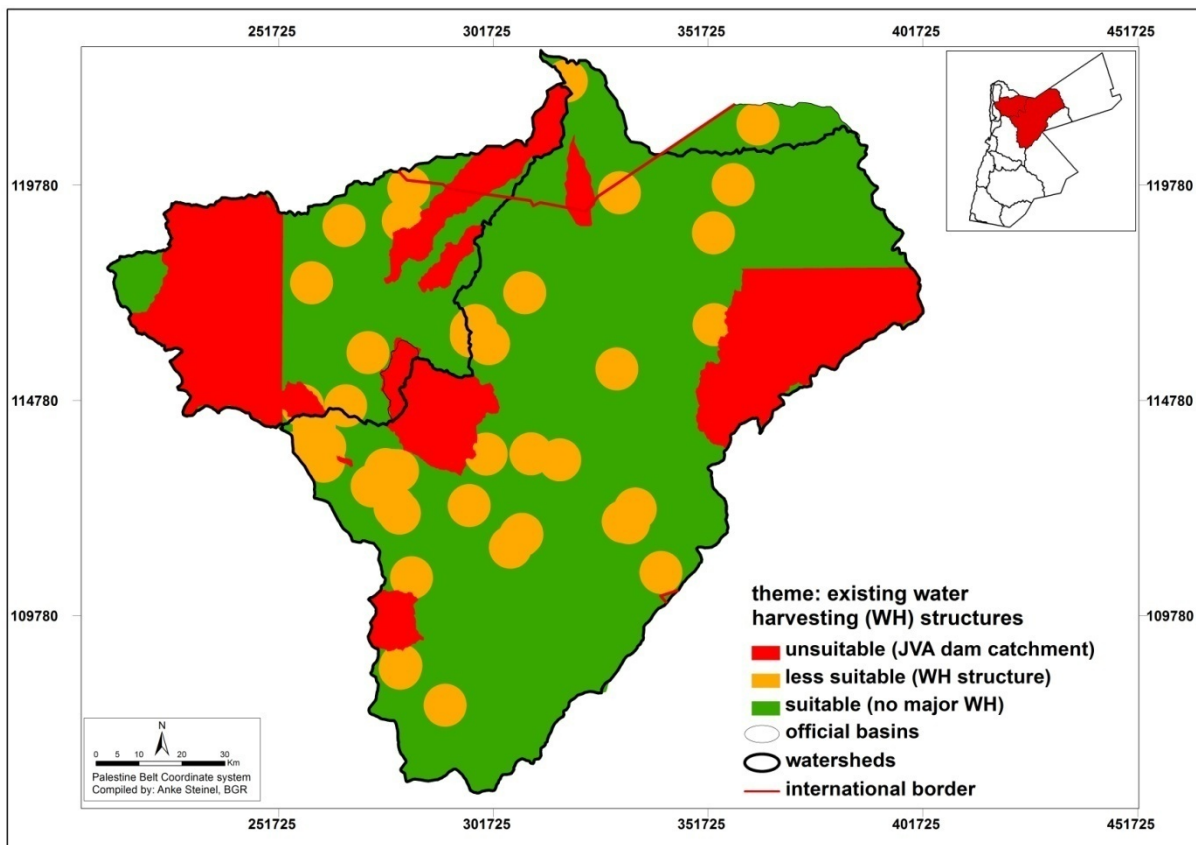 251725 301725 351725 401725 451725
119780 119780
114780 114780
109780 109780
theme: existing water
harvesting (WH) structures
unsuitable (JVA dam catchment)
less suitable (WH structure)
suitable (no major WH)
official basins
watersheds
international border
N
0 5 10 20 30
Km
Palestine Belt Coordinate system
Compiled by: Anke Steinel, BGR
251725 301725 351725 401725 451725